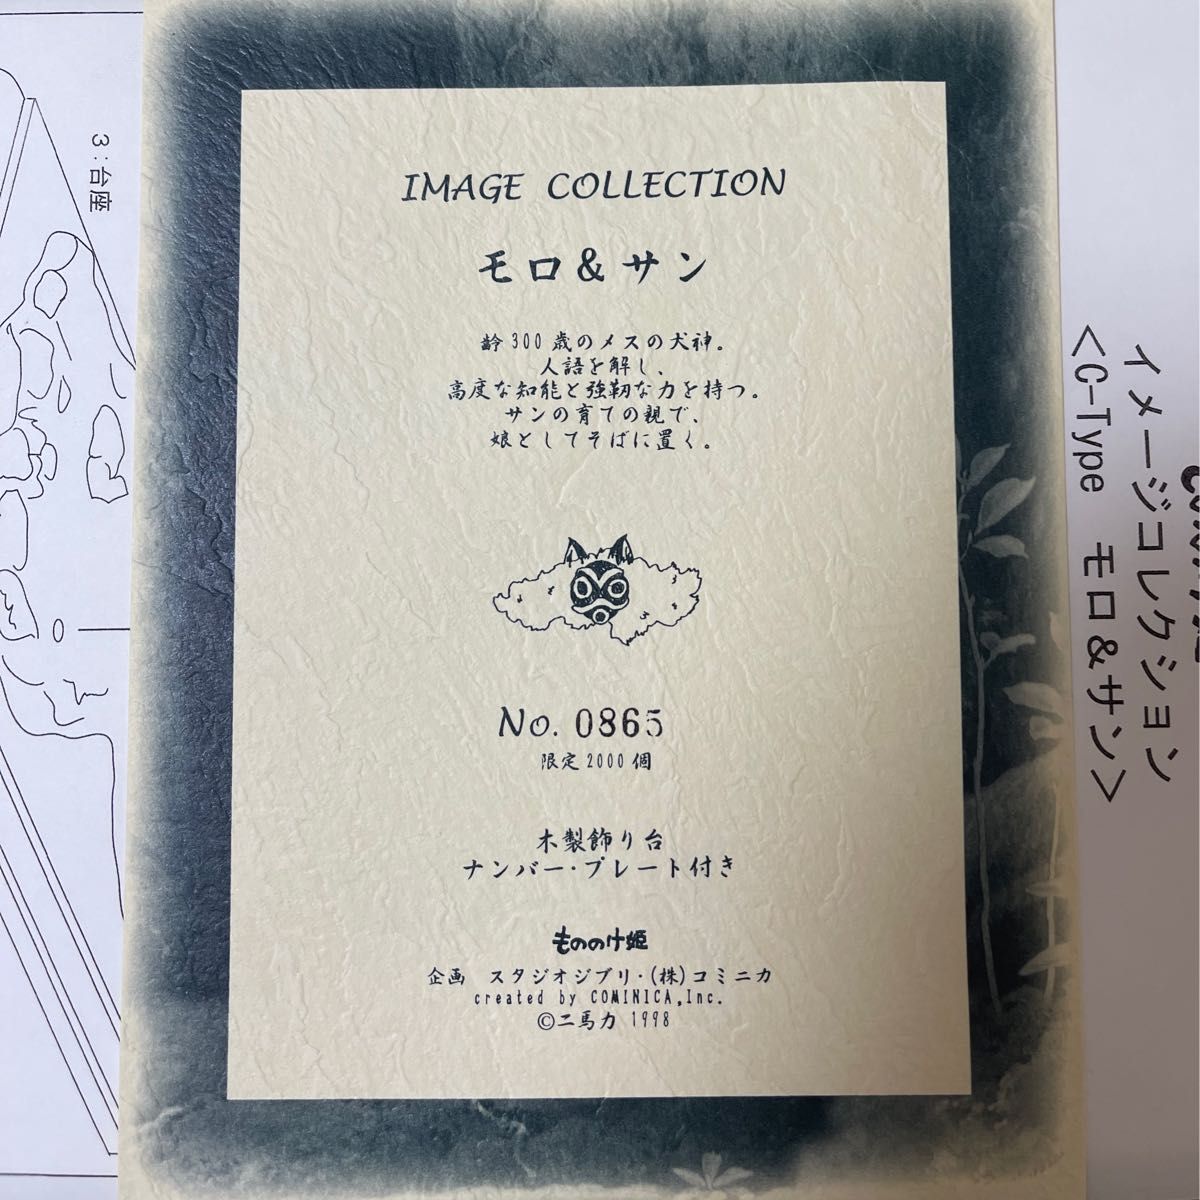 IMAGE COLLECTION
モロ&サン
齢300歳のメスの犬神。
人語を解し、
高度な知能と強靭な力を持つ。
サンの育ての親で、
娘としてそばに置く。
No. 0865
限定2000個
木製飾り台
ナンバー・プレート付き
もののけ姫
企画 スタジオジブリ・(株)コミニカ
created by COMINICA,Inc.
©二馬力 1998
3:台座
イメージコレクション
<C-Type モロ&サン>
(株)コミニカ